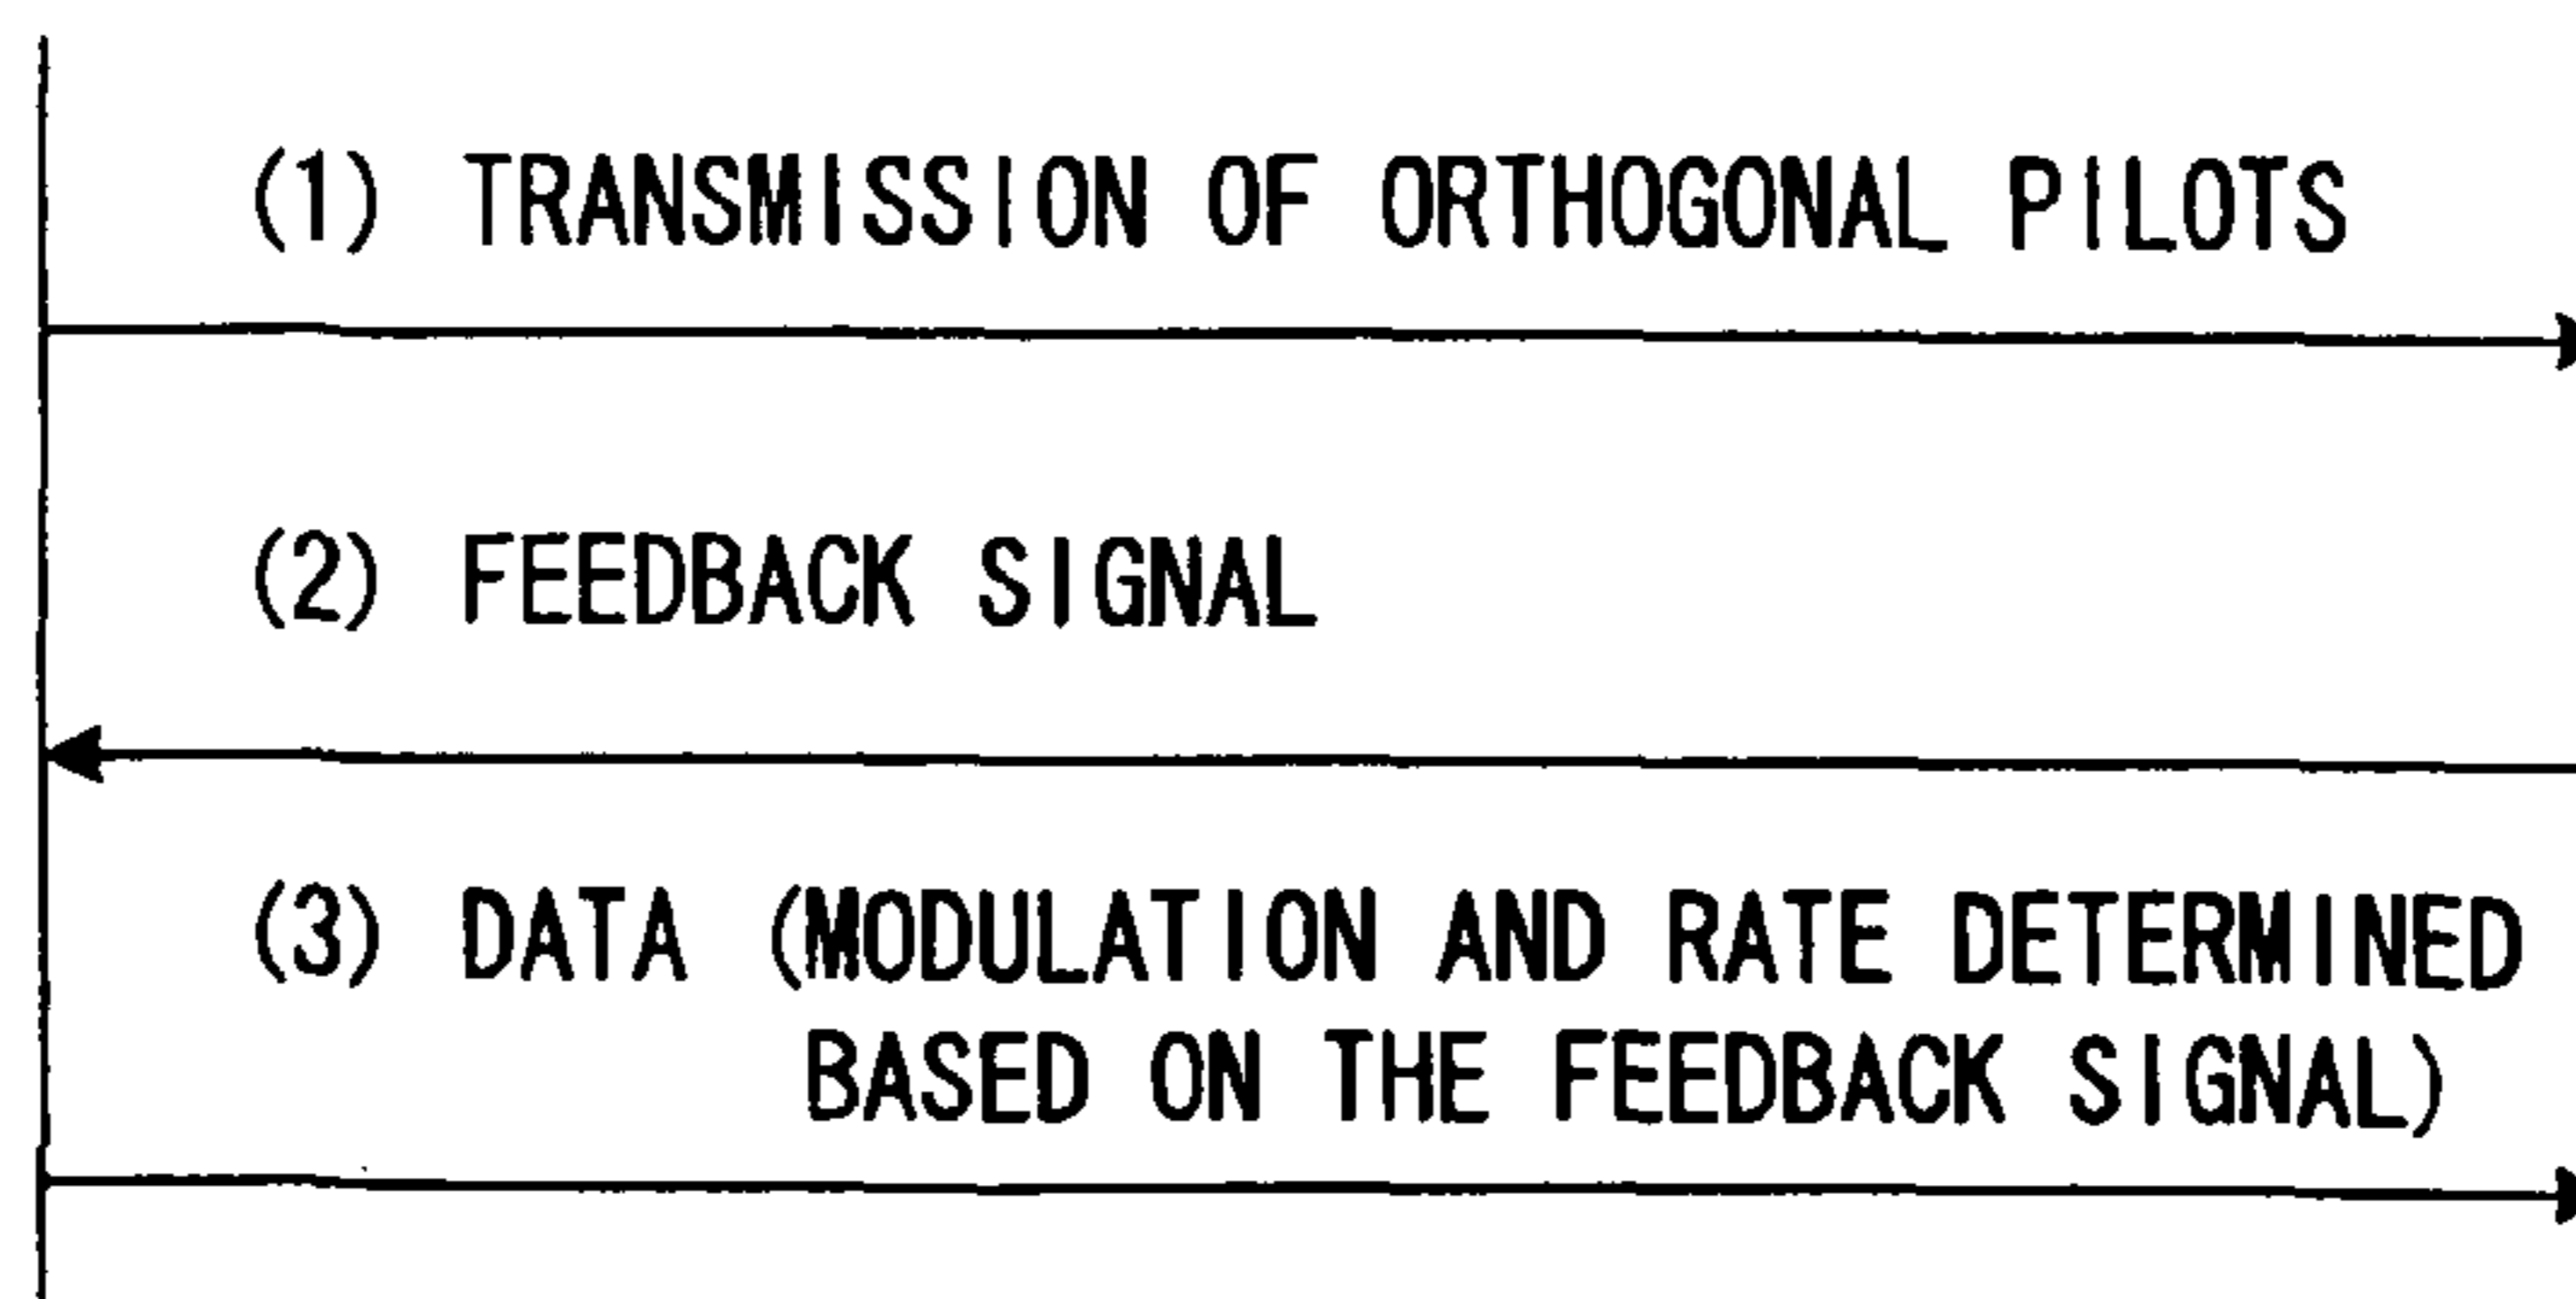 (1) TRANSMISSION OF ORTHOGONAL PILOTS
(2) FEEDBACK SIGNAL
(3) DATA (MODULATION AND RATE DETERMINED
BASED ON THE FEEDBACK SIGNAL)